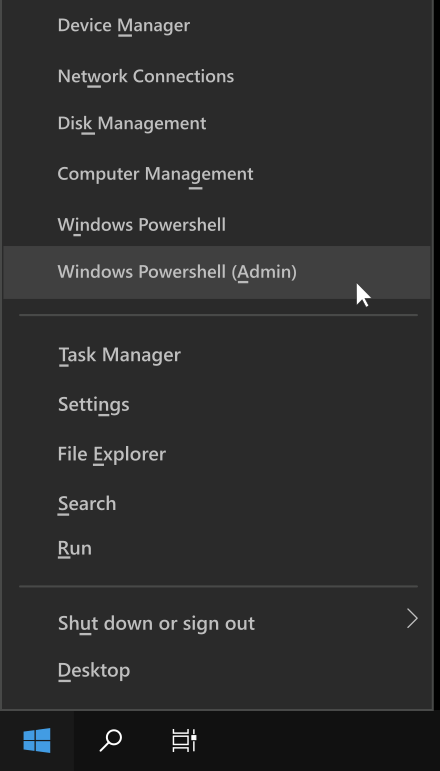 Device Manager
Network Connections
Disk Management
Computer Management
Windows Powershell
Windows Powershell (Admin)
Task Manager
Settings
File Explorer
Search
Run
Shut down or sign out
Desktop